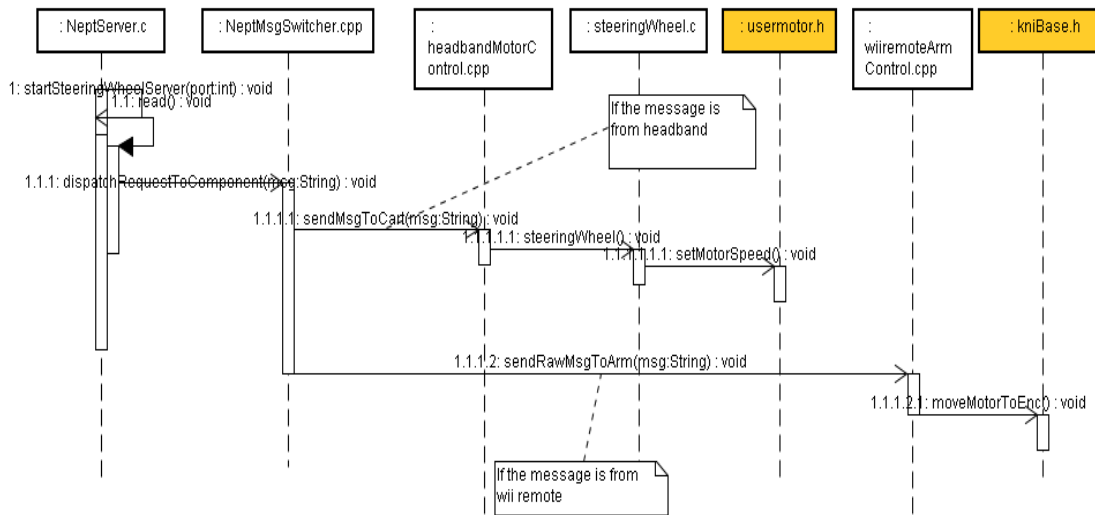 : NeptServer.c
: NeptMsgSwitcher.cpp
:
headbandMotorC
ontrol.cpp
: steeringWheel.c
: usermotor.h
:
wiiremoteArm
Control.cpp
: kniBase.h
1: startSteeringWheelServer(port:int) : void
1.1: read() : void
If the message is
from headband
1.1.1: dispatchRequestToComponent(msg:String) : void
1.1.1.1: sendMsgToCart(msg:String) : void
1.1.1.1.1: steeringWheel() : void
1.1.1.1.1.1: setMotorSpeed() : void
1.1.1.2: sendRawMsgToArm(msg:String) : void
1.1.1.2.1: moveMotorToEnc() : void
If the message is from
wii remote